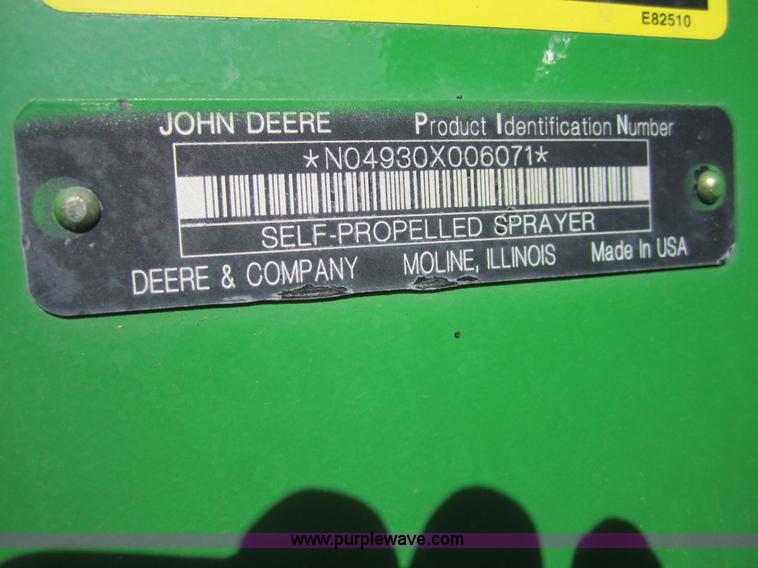 E82510
JOHN DEERE Product Identification Number
*N04930X006071*
SELF-PROPELLED SPRAYER
DEERE & COMPANY MOLINE, ILLINOIS Made In USA
www.purplewave.com